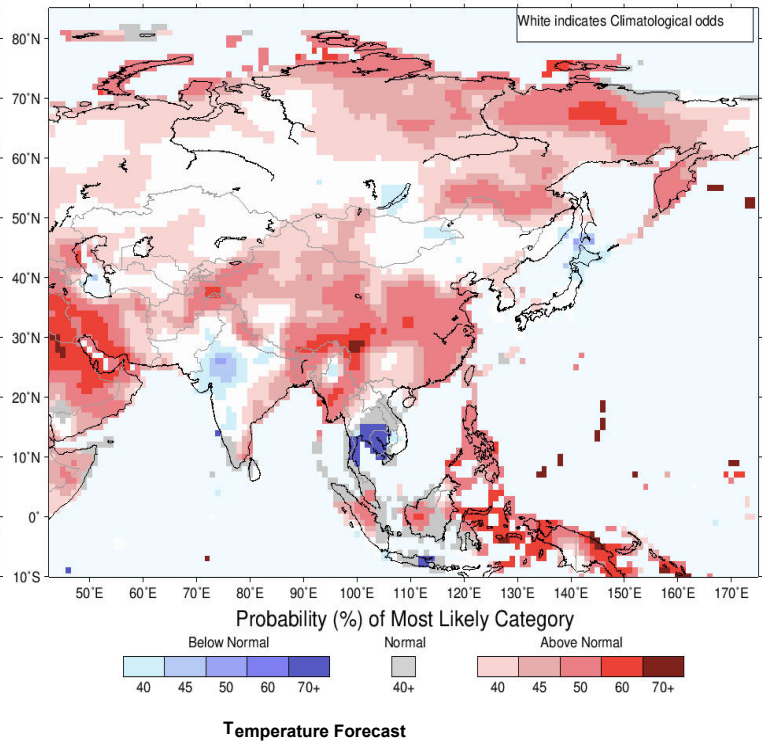 White indicates Climatological odds
80°N
70°N
60°N
50°N
40°N
30°N
20°N
10°N
0°
10°S
50°E 60°E 70°E 80°E 90°E 100°E 110°E 120°E 130°E 140°E 150°E 160°E 170°E
Probability (%) of Most Likely Category
Below Normal Normal Above Normal
40 45 50 60 70+ 40+ 40 45 50 60 70+
Temperature Forecast